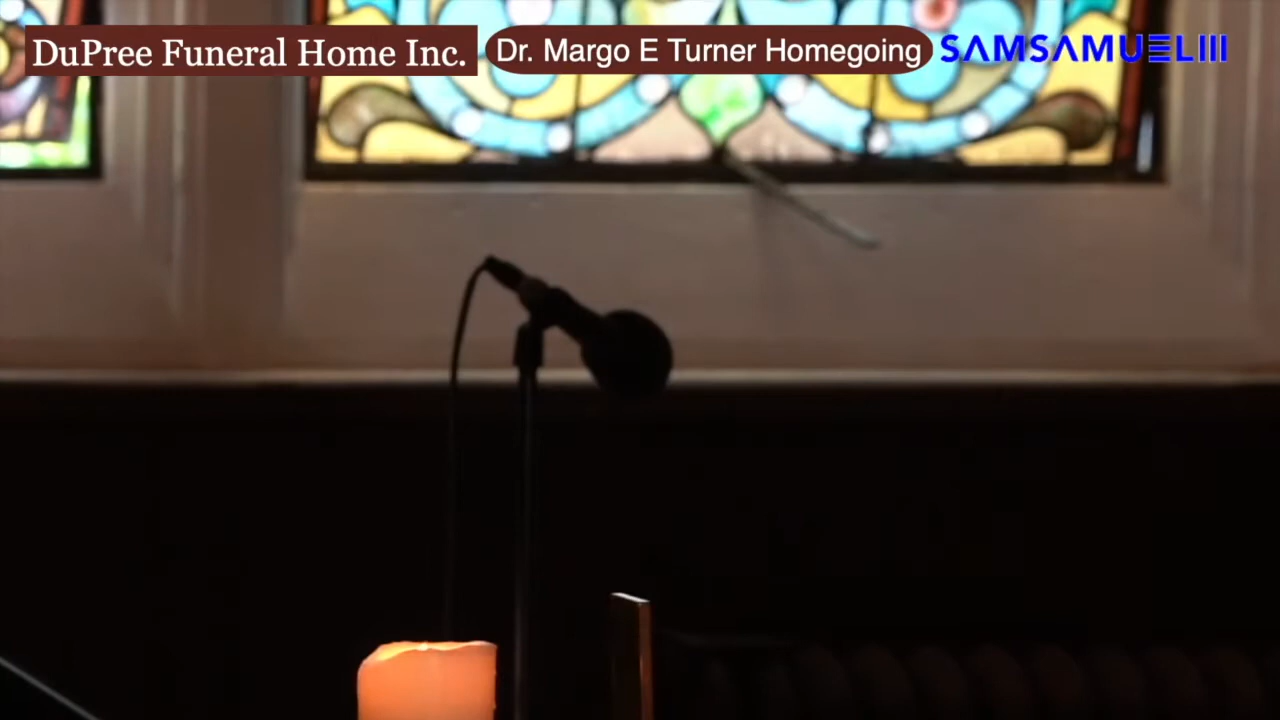 DuPree Funeral Home Inc.
Dr. Margo E Turner Homegoing
SAMSAMUELIII